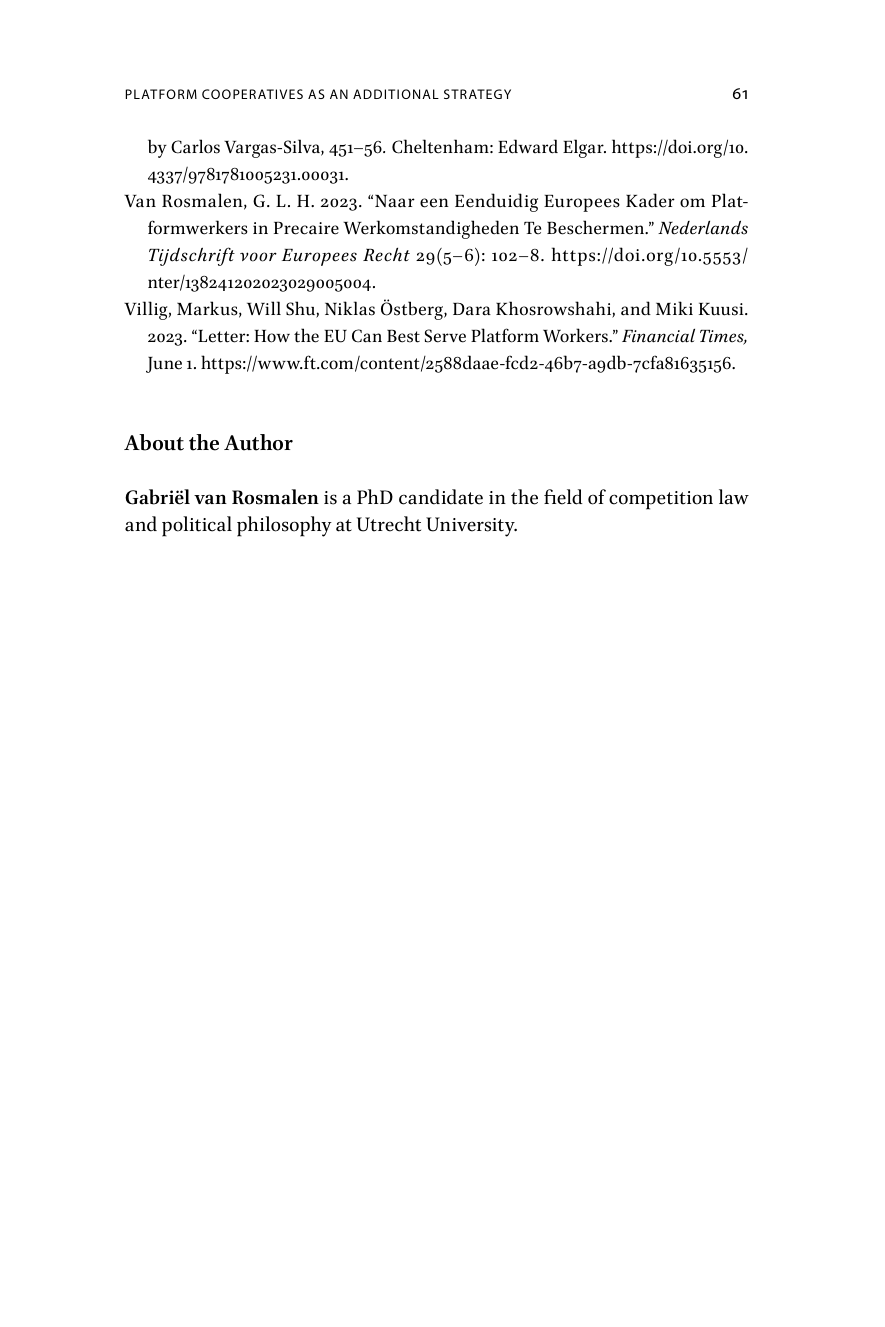 PLATFORM COOPERATIVES AS AN ADDITIONAL STRATEGY 61
by Carlos Vargas-Silva, 451–56. Cheltenham: Edward Elgar. https://doi.org/10.
4337/9781781005231.00031.
Van Rosmalen, G. L. H. 2023. “Naar een Eenduidig Europees Kader om Plat-
formwerkers in Precaire Werkomstandigheden Te Beschermen.” Nederlands
Tijdschrift voor Europees Recht 29(5–6): 102–8. https://doi.org/10.5553/
nter/138241202023029005004.
Villig, Markus, Will Shu, Niklas Östberg, Dara Khosrowshahi, and Miki Kuusi.
2023. “Letter: How the EU Can Best Serve Platform Workers.” Financial Times,
June 1. https://www.ft.com/content/2588daae-fcd2-46b7-a9db-7cfa81635156.
About the Author
Gabriël van Rosmalen is a PhD candidate in the field of competition law
and political philosophy at Utrecht University.